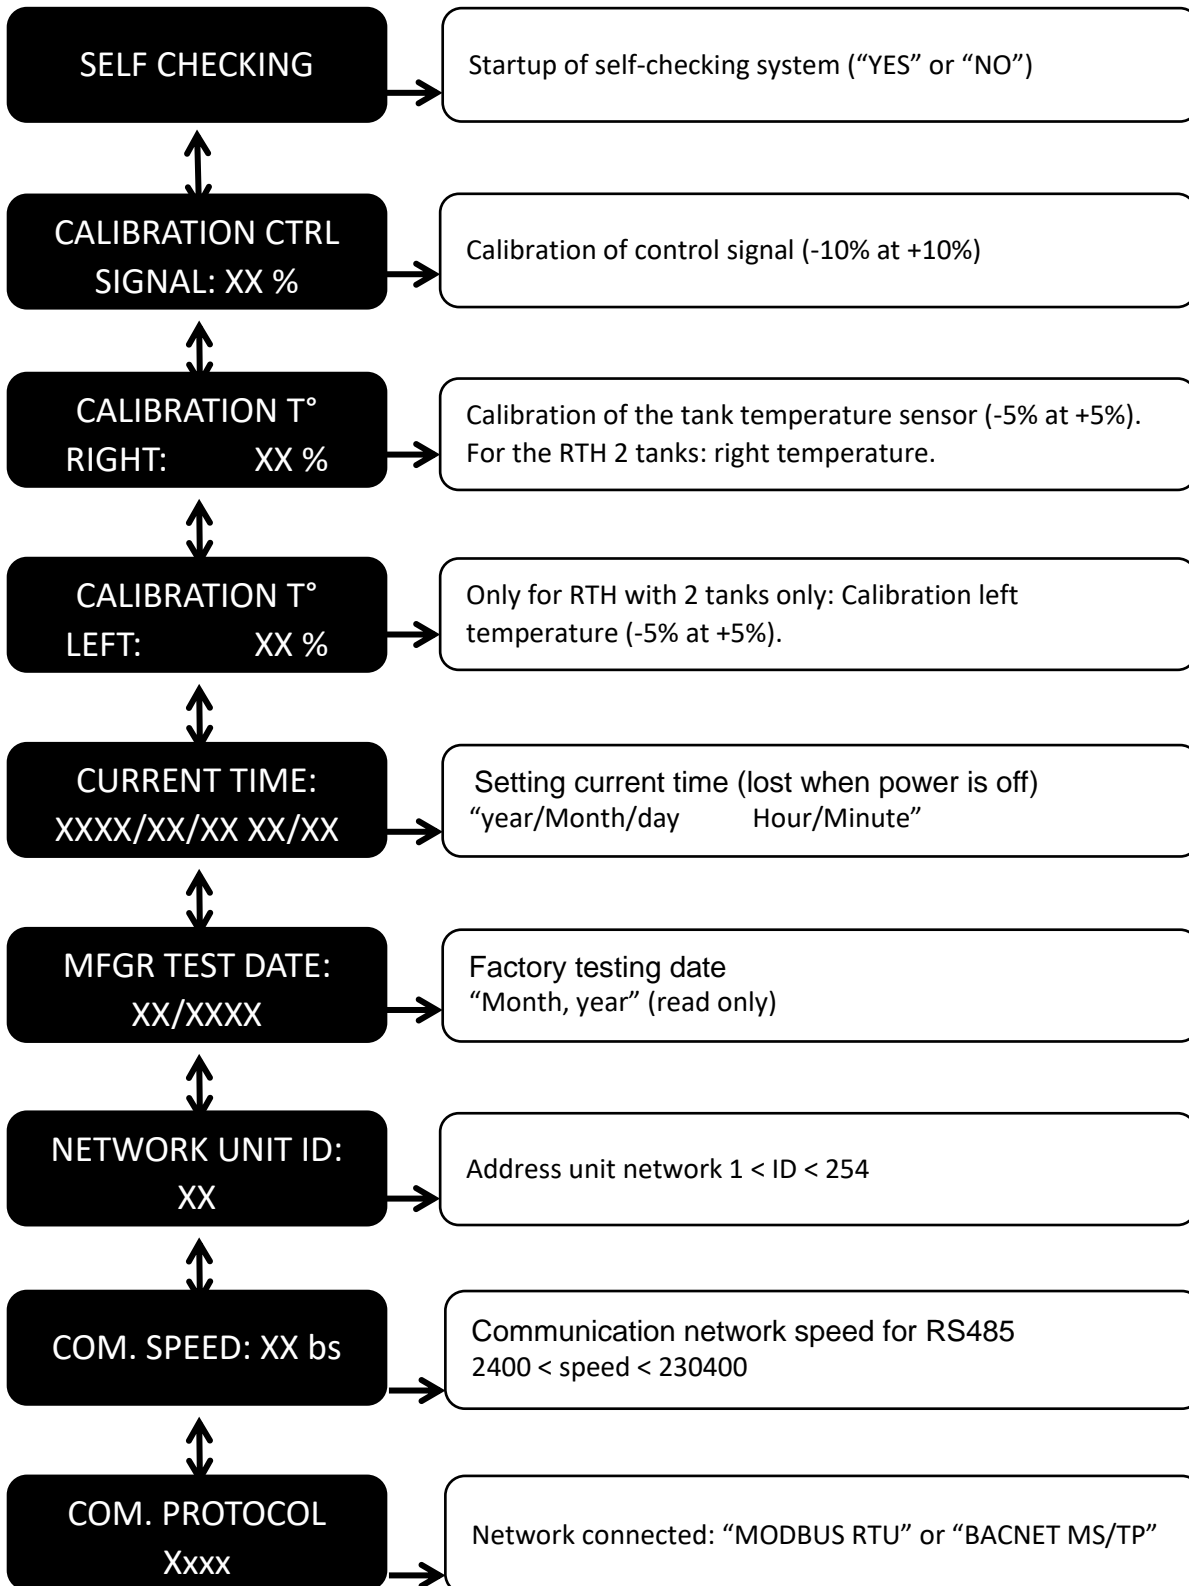 SELF CHECKING
Startup of self-checking system (“YES” or “NO”)
CALIBRATION CTRL
SIGNAL: XX %
Calibration of control signal (-10% at +10%)
CALIBRATION T°
RIGHT: XX %
Calibration of the tank temperature sensor (-5% at +5%).
For the RTH 2 tanks: right temperature.
CALIBRATION T°
LEFT: XX %
Only for RTH with 2 tanks only: Calibration left
temperature (-5% at +5%).
CURRENT TIME:
XXXX/XX/XX XX/XX
Setting current time (lost when power is off)
“year/Month/day Hour/Minute”
MFGR TEST DATE:
XX/XXXX
Factory testing date
“Month, year” (read only)
NETWORK UNIT ID:
XX
Address unit network 1 < ID < 254
COM. SPEED: XX bs
Communication network speed for RS485
2400 < speed < 230400
COM. PROTOCOL
Xxxx
Network connected: “MODBUS RTU” or “BACNET MS/TP”